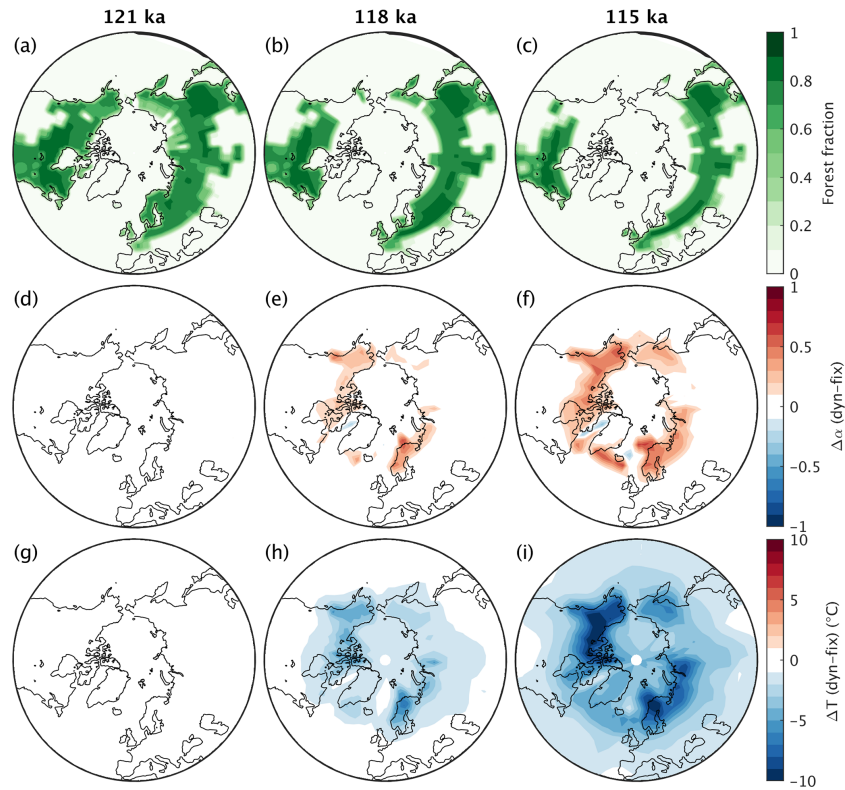 121 ka 118 ka 115 ka
(a) (b) (c)
1
0.8
0.6
0.4
0.2
0
Forest fraction
(d) (e) (f)
1
0.5
0
-0.5
-1
Δα (dyn-fix)
(g) (h) (i)
10
5
0
-5
-10
ΔT (dyn-fix) (°C)